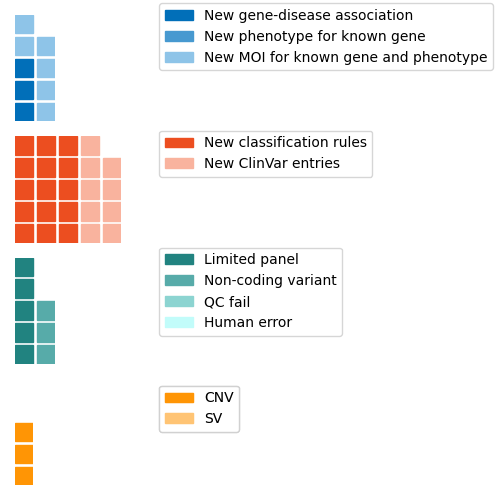 New gene-disease association
New phenotype for known gene
New MOI for known gene and phenotype
New classification rules
New ClinVar entries
Limited panel
Non-coding variant
QC fail
Human error
CNV
SV